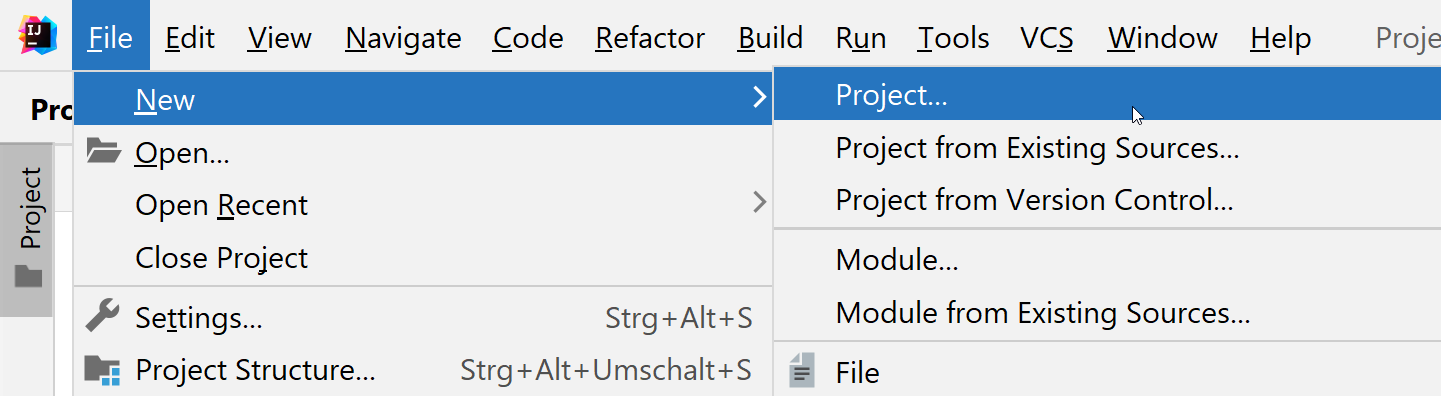 IJ
File Edit View Navigate Code Refactor Build Run Tools VCS Window Help Proje
Pro
Project
New
Open...
Open Recent
Close Project
Settings... Strg+Alt+S
Project Structure... Strg+Alt+Umschalt+S
Project...
Project from Existing Sources...
Project from Version Control...
Module...
Module from Existing Sources...
File